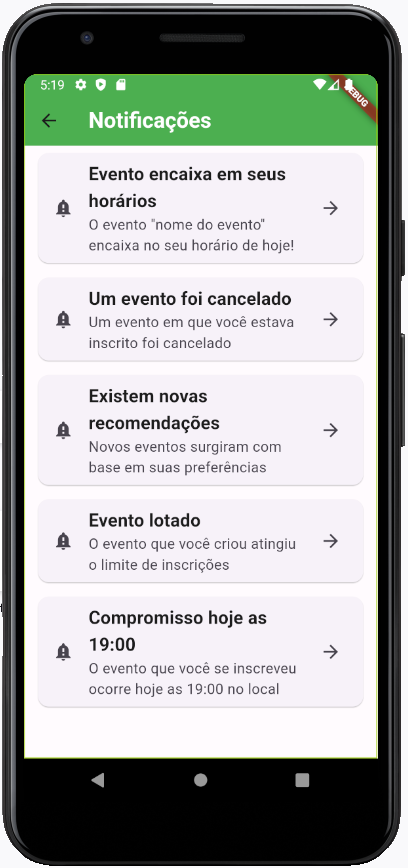 5:19
DEBUG
Notificações
Evento encaixa em seus
horários
O evento "nome do evento"
encaixa no seu horário de hoje!
Um evento foi cancelado
Um evento em que você estava
inscrito foi cancelado
Existem novas
recomendações
Novos eventos surgiram com
base em suas preferências
Evento lotado
O evento que você criou atingiu
o limite de inscrições
Compromisso hoje as
19:00
O evento que você se inscreveu
ocorre hoje as 19:00 no local